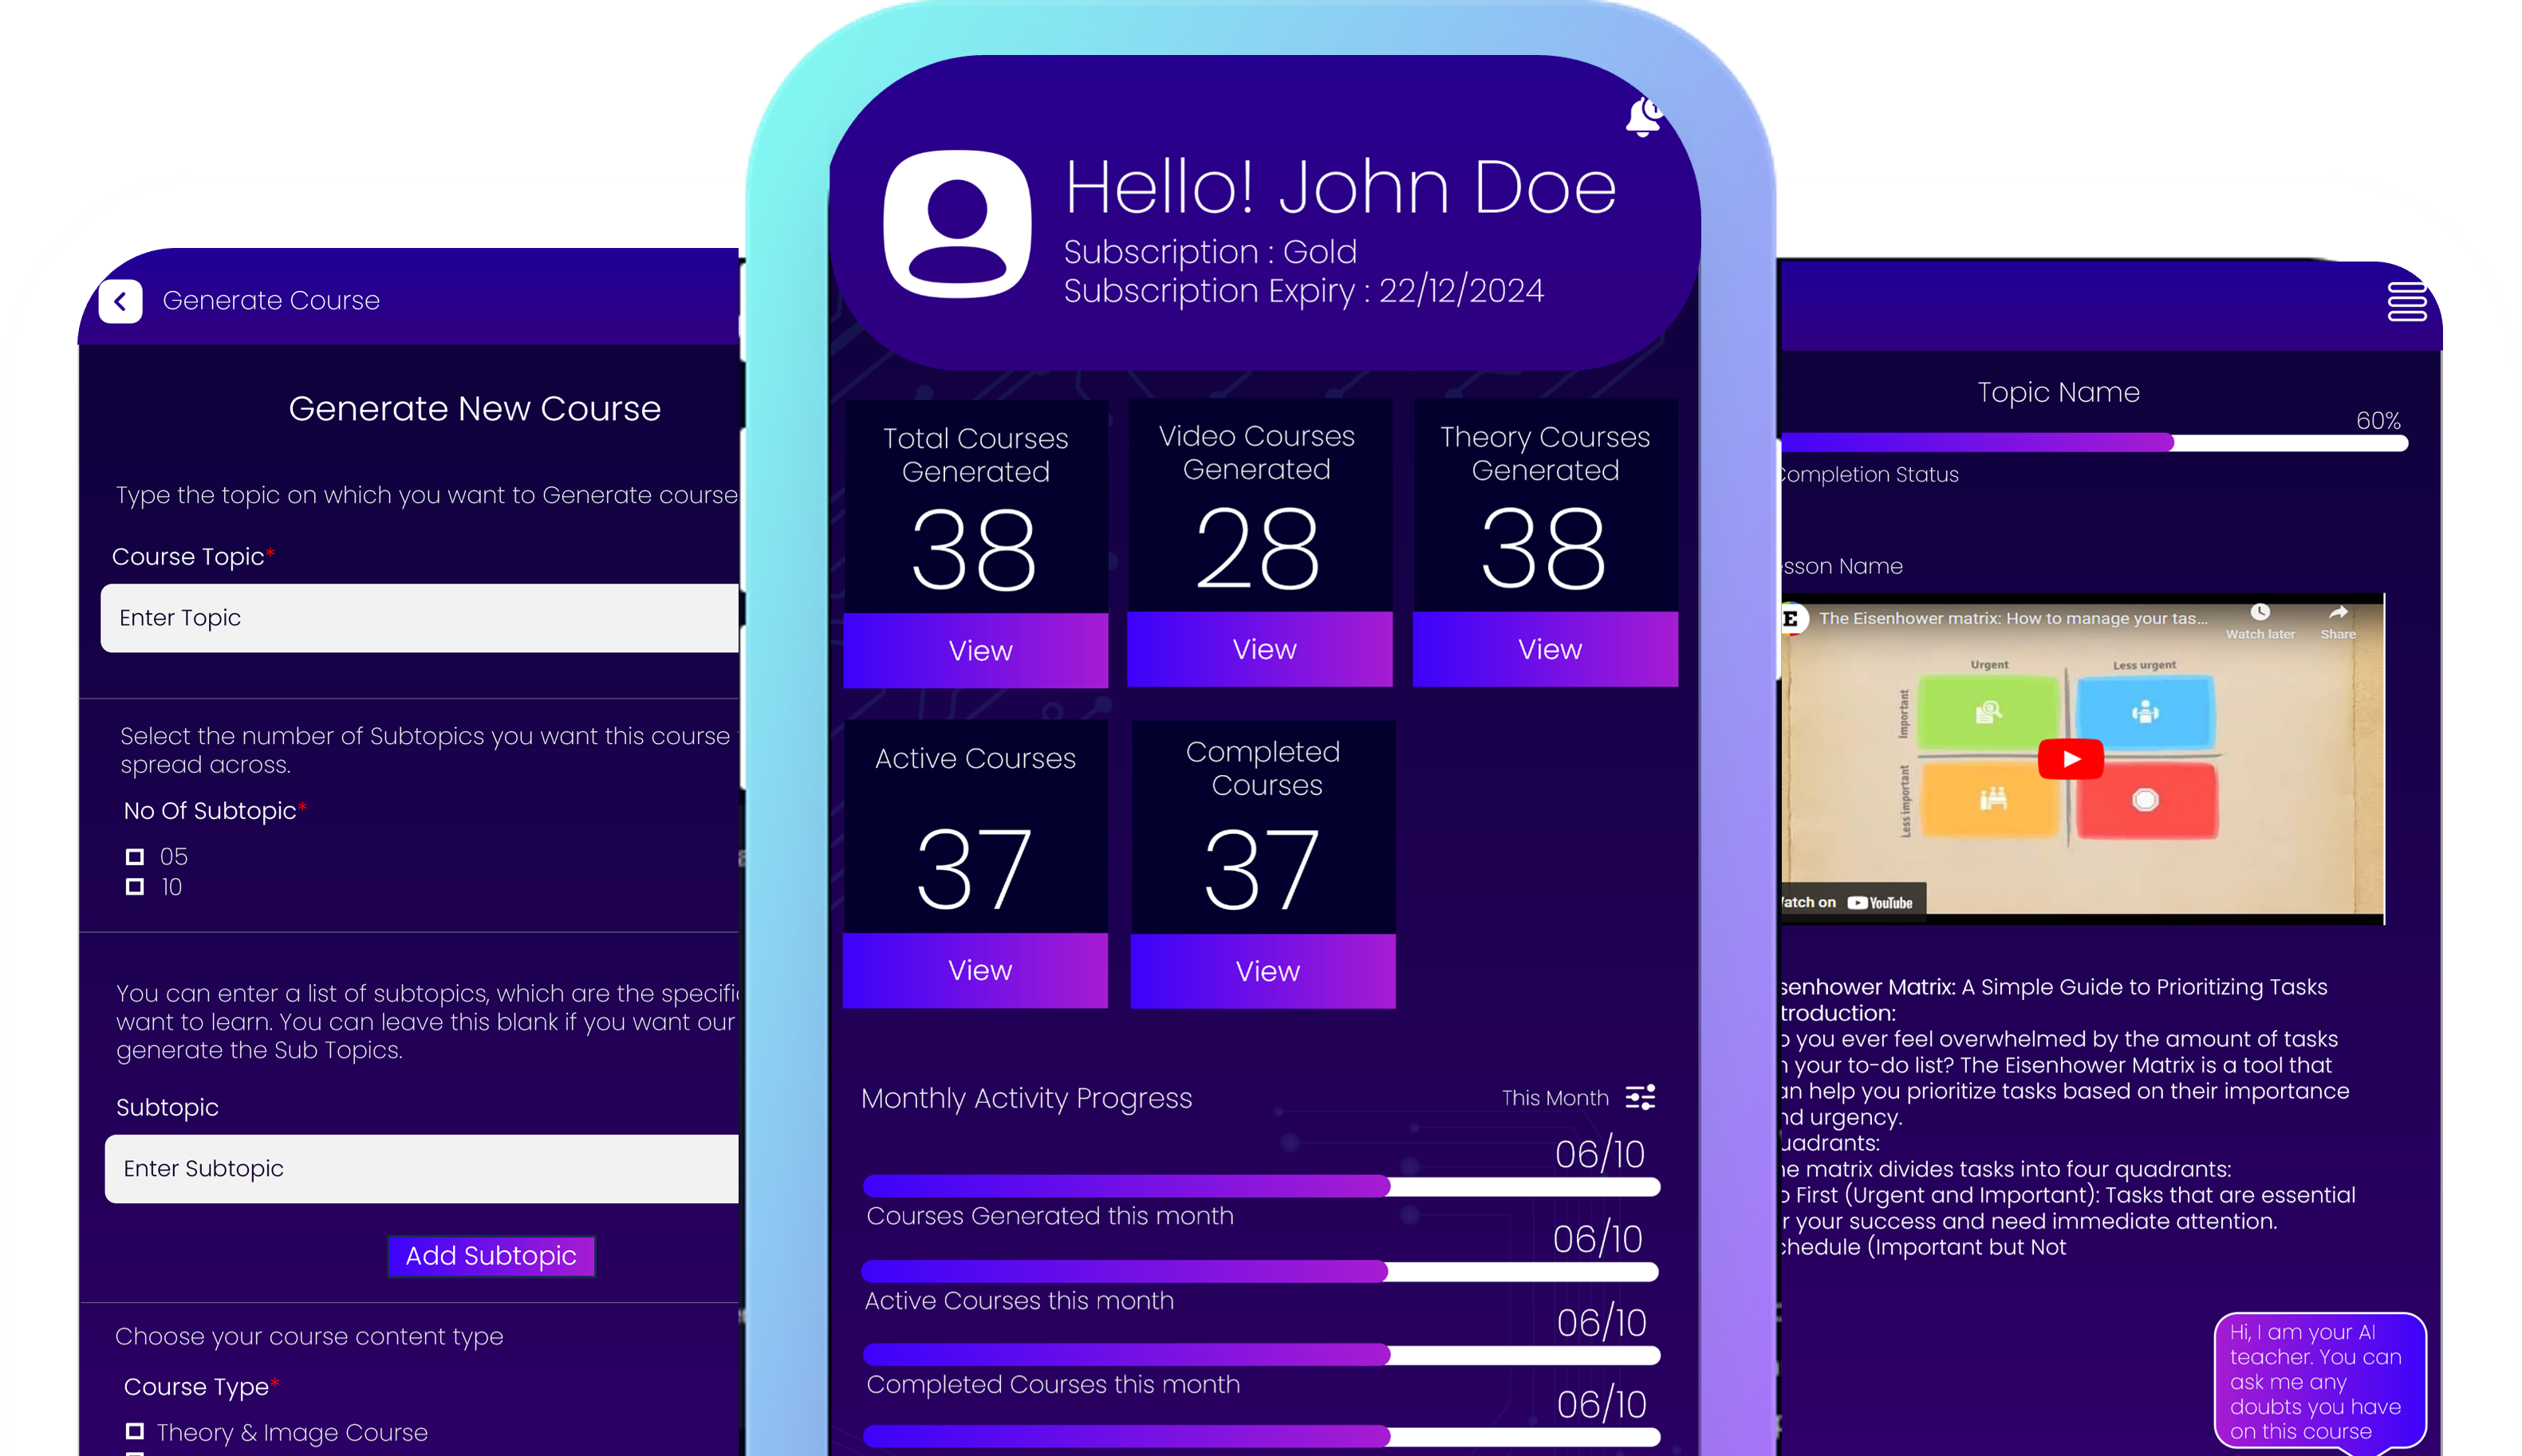 Generate Course
Generate New Course
Type the topic on which you want to Generate course
Course Topic*
Enter Topic
Select the number of Subtopics you want this course
spread across.
No Of Subtopic*
05
10
You can enter a list of subtopics, which are the specific
want to learn. You can leave this blank if you want our
generate the Sub Topics.
Subtopic
Enter Subtopic
Add Subtopic
Choose your course content type
Course Type*
Theory & Image Course
Hello! John Doe
Subscription : Gold
Subscription Expiry : 22/12/2024
Total Courses
Generated
38
View
Video Courses
Generated
28
View
Theory Courses
Generated
38
View
Active Courses
37
View
Completed
Courses
37
View
Monthly Activity Progress
This Month
06/10
Courses Generated this month
06/10
Active Courses this month
06/10
Completed Courses this month
06/10
Topic Name
60%
Completion Status
sson Name
E
The Eisenhower matrix: How to manage your tas...
Watch later
Share
Urgent
Less urgent
Important
Less important
atch on YouTube
senhower Matrix: A Simple Guide to Prioritizing Tasks
troduction:
you ever feel overwhelmed by the amount of tasks
your to-do list? The Eisenhower Matrix is a tool that
an help you prioritize tasks based on their importance
nd urgency.
uadrants:
he matrix divides tasks into four quadrants:
First (Urgent and Important): Tasks that are essential
r your success and need immediate attention.
chedule (Important but Not
Hi, I am your AI
teacher. You can
ask me any
doubts you have
on this course